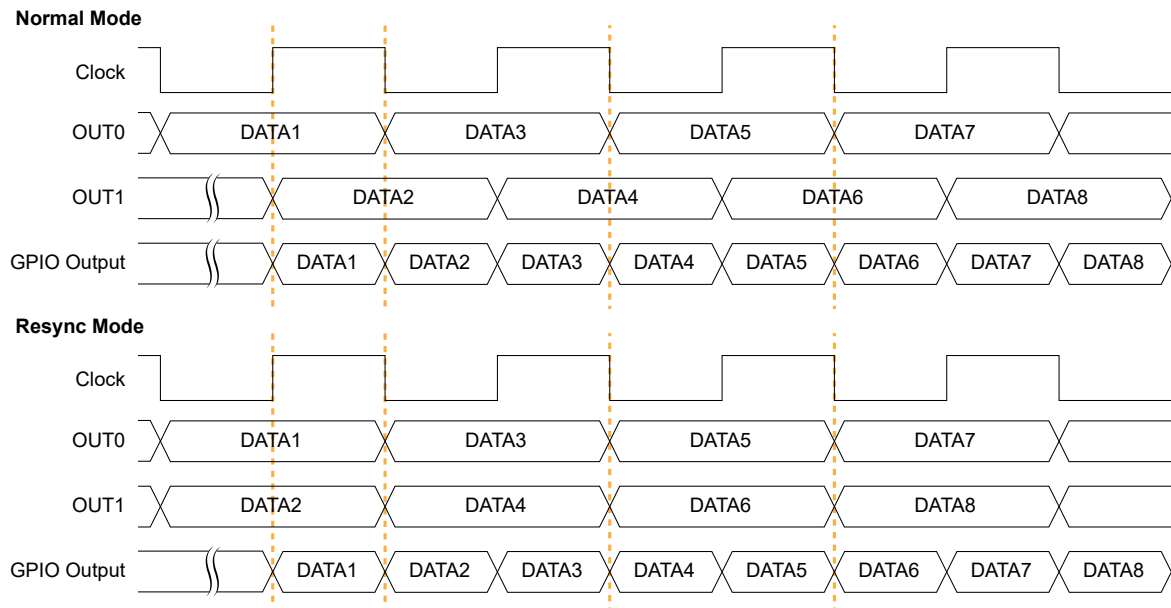 Normal Mode
Clock
OUT0 DATA1 DATA3 DATA5 DATA7
OUT1 DATA2 DATA4 DATA6 DATA8
GPIO Output DATA1 DATA2 DATA3 DATA4 DATA5 DATA6 DATA7 DATA8
Resync Mode
Clock
OUT0 DATA1 DATA3 DATA5 DATA7
OUT1 DATA2 DATA4 DATA6 DATA8
GPIO Output DATA1 DATA2 DATA3 DATA4 DATA5 DATA6 DATA7 DATA8